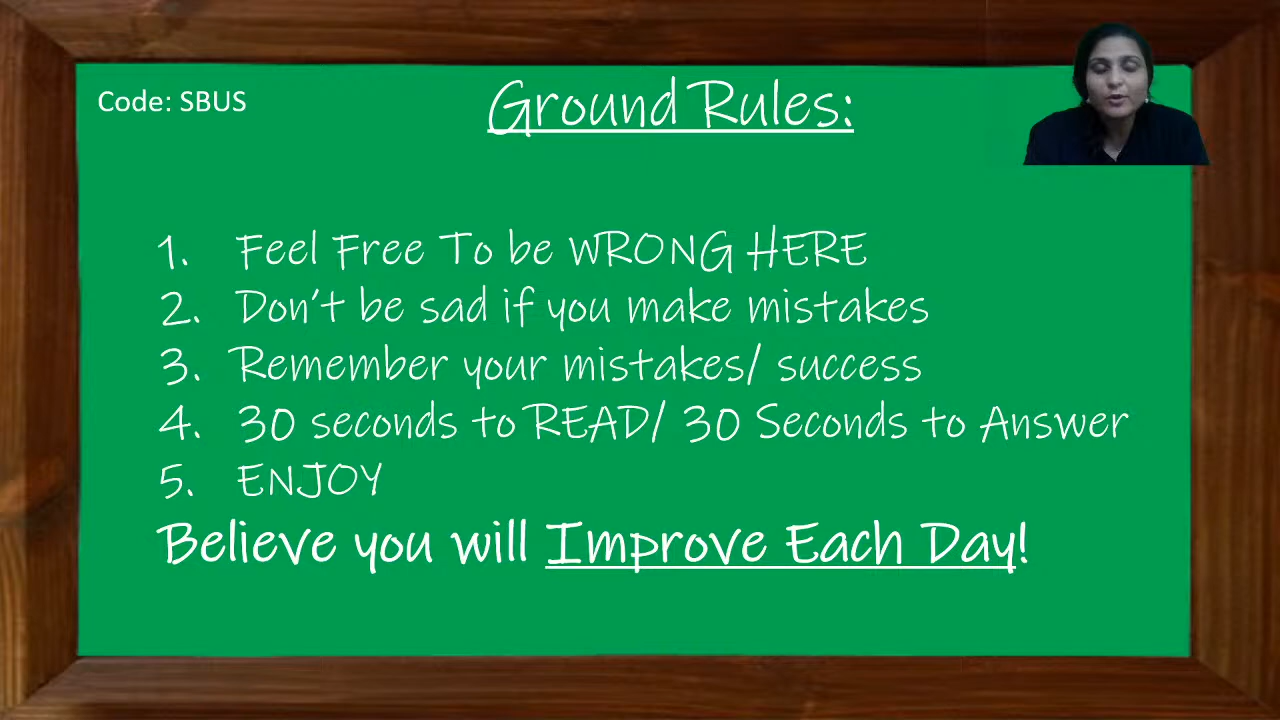 Code: SBUS
Ground Rules:
1. Feel Free To be WRONG HERE
2. Don't be sad if you make mistakes
3. Remember your mistakes/ success
4. 30 seconds to READ/ 30 Seconds to Answer
5. ENJOY
Believe you will Improve Each Day!